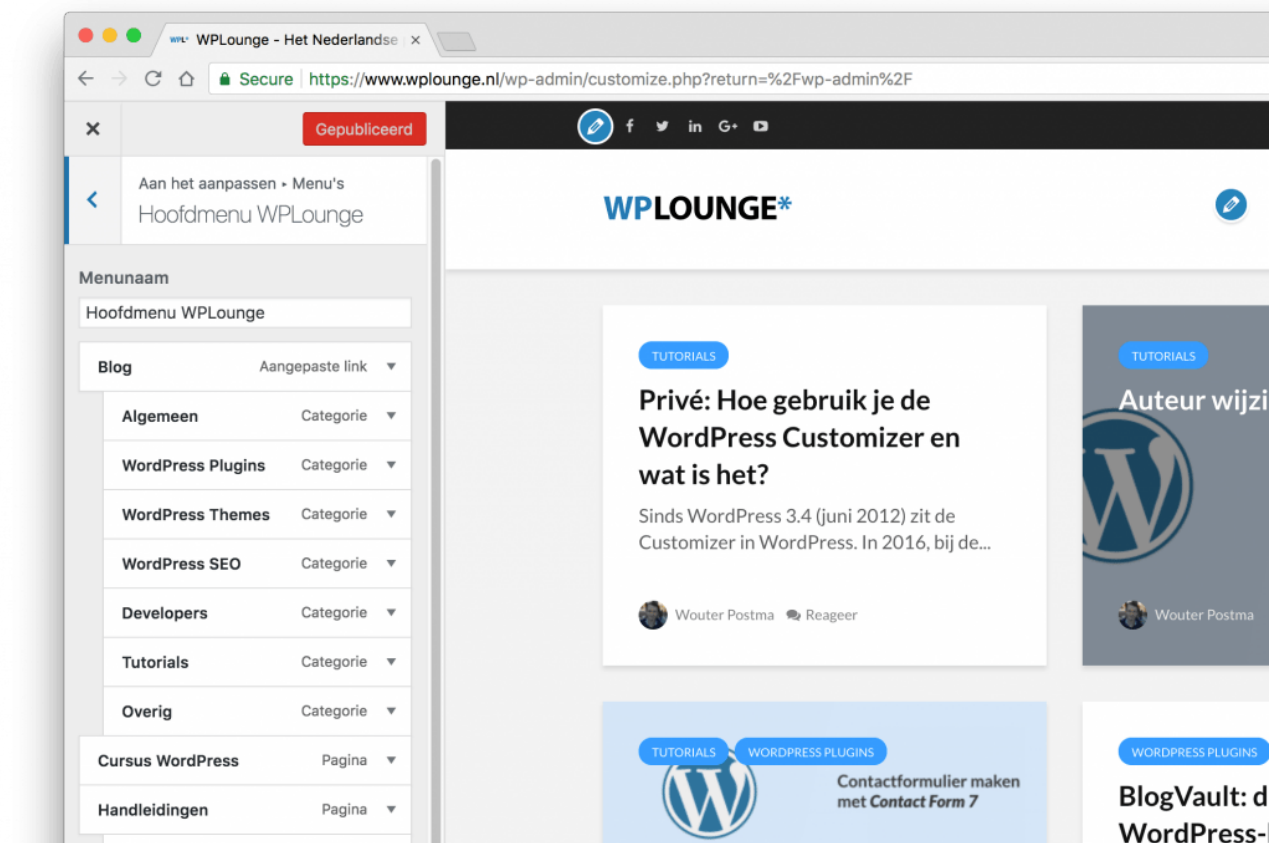 WPL* WPLounge - Het Nederlandse
Secure https://www.wplounge.nl/wp-admin/customize.php?return=%2Fwp-admin%2F
Gepubliceerd
Aan het aanpassen ▸ Menu's
Hoofdmenu WPLounge
Menunaam
Hoofdmenu WPLounge
Blog Aangepaste link
Algemeen Categorie
WordPress Plugins Categorie
WordPress Themes Categorie
WordPress SEO Categorie
Developers Categorie
Tutorials Categorie
Overig Categorie
Cursus WordPress Pagina
Handleidingen Pagina
WPLOUNGE*
TUTORIALS
Privé: Hoe gebruik je de
WordPress Customizer en
wat is het?
Sinds WordPress 3.4 (juni 2012) zit de
Customizer in WordPress. In 2016, bij de...
Wouter Postma Reageer
TUTORIALS
Auteur wijzi
Wouter Postma
TUTORIALS WORDPRESS PLUGINS
Contactformulier maken
met Contact Form 7
WORDPRESS PLUGINS
BlogVault: d
WordPress-